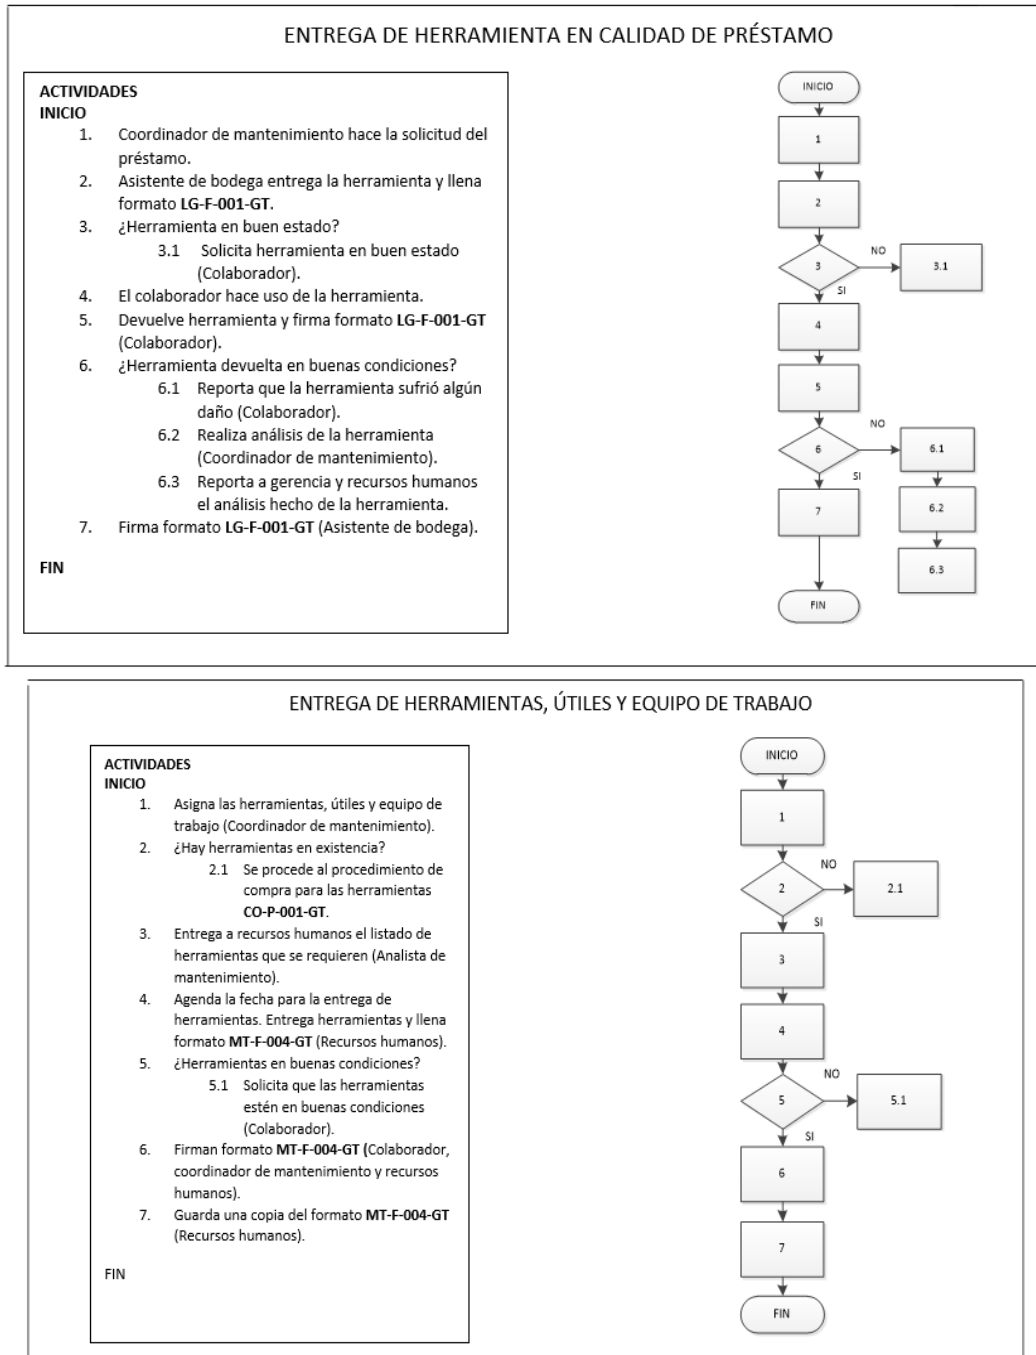 ENTREGA DE HERRAMIENTA EN CALIDAD DE PRÉSTAMO
ACTIVIDADES
INICIO
1. Coordinador de mantenimiento hace la solicitud del
préstamo.
2. Asistente de bodega entrega la herramienta y llena
formato LG-F-001-GT.
3. ¿Herramienta en buen estado?
3.1 Solicita herramienta en buen estado
(Colaborador).
4. El colaborador hace uso de la herramienta.
5. Devuelve herramienta y firma formato LG-F-001-GT
(Colaborador).
6. ¿Herramienta devuelta en buenas condiciones?
6.1 Reporta que la herramienta sufrió algún
daño (Colaborador).
6.2 Realiza análisis de la herramienta
(Coordinador de mantenimiento).
6.3 Reporta a gerencia y recursos humanos
el análisis hecho de la herramienta.
7. Firma formato LG-F-001-GT (Asistente de bodega).
FIN
INICIO
1
2
3
NO
3.1
SI
4
5
6
NO
6.1
SI
7
6.2
6.3
FIN
ENTREGA DE HERRAMIENTAS, ÚTILES Y EQUIPO DE TRABAJO
ACTIVIDADES
INICIO
1. Asigna las herramientas, útiles y equipo de
trabajo (Coordinador de mantenimiento).
2. ¿Hay herramientas en existencia?
2.1 Se procede al procedimiento de
compra para las herramientas
CO-P-001-GT.
3. Entrega a recursos humanos el listado de
herramientas que se requieren (Analista de
mantenimiento).
4. Agenda la fecha para la entrega de
herramientas. Entrega herramientas y llena
formato MT-F-004-GT (Recursos humanos).
5. ¿Herramientas en buenas condiciones?
5.1 Solicita que las herramientas
estén en buenas condiciones
(Colaborador).
6. Firman formato MT-F-004-GT (Colaborador,
coordinador de mantenimiento y recursos
humanos).
7. Guarda una copia del formato MT-F-004-GT
(Recursos humanos).
FIN
INICIO
1
2
NO
2.1
SI
3
4
5
NO
5.1
SI
6
7
FIN